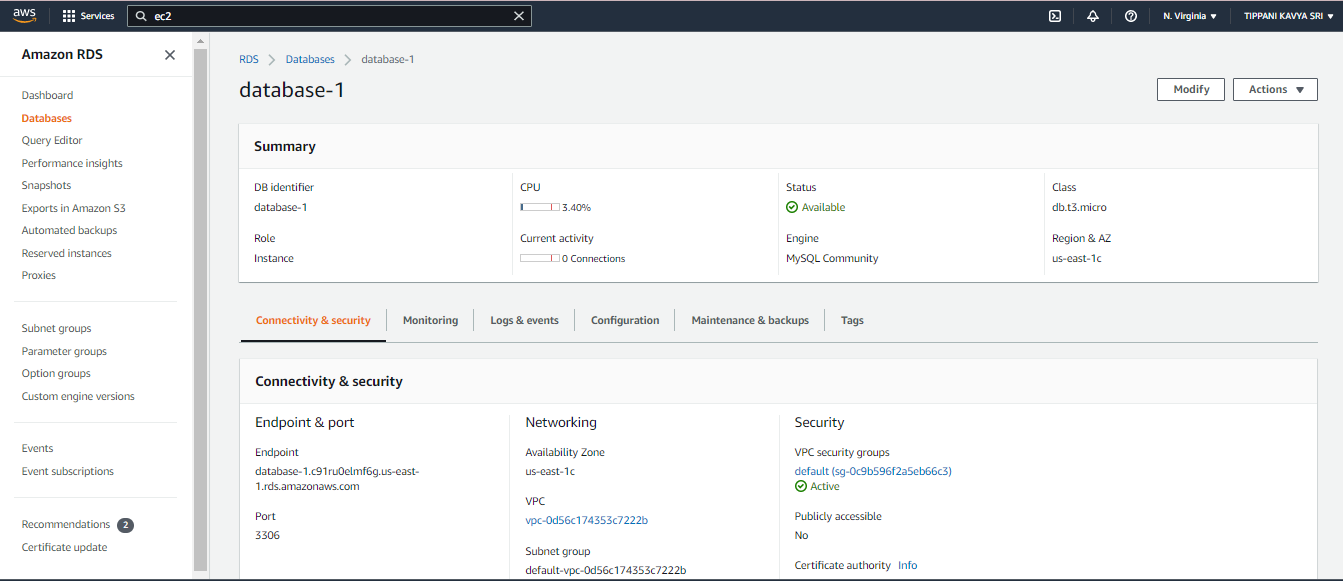 aws Services ec2 N. Virginia TIPPANI KAVYA SRI
Amazon RDS
Dashboard
Databases
Query Editor
Performance insights
Snapshots
Exports in Amazon S3
Automated backups
Reserved instances
Proxies
Subnet groups
Parameter groups
Option groups
Custom engine versions
Events
Event subscriptions
Recommendations 2
Certificate update
RDS Databases database-1
database-1
Modify Actions
Summary
DB identifier
database-1
Role
Instance
CPU
3.40%
Current activity
0 Connections
Status
Available
Engine
MySQL Community
Class
db.t3.micro
Region & AZ
us-east-1c
Connectivity & security Monitoring Logs & events Configuration Maintenance & backups Tags
Connectivity & security
Endpoint & port
Endpoint
database-1.c91ru0elmf6g.us-east-
1.rds.amazonaws.com
Port
3306
Networking
Availability Zone
us-east-1c
VPC
vpc-0d56c174353c7222b
Subnet group
default-vpc-0d56c174353c7222b
Security
VPC security groups
default (sg-0c9b596f2a5eb66c3)
Active
Publicly accessible
No
Certificate authority Info